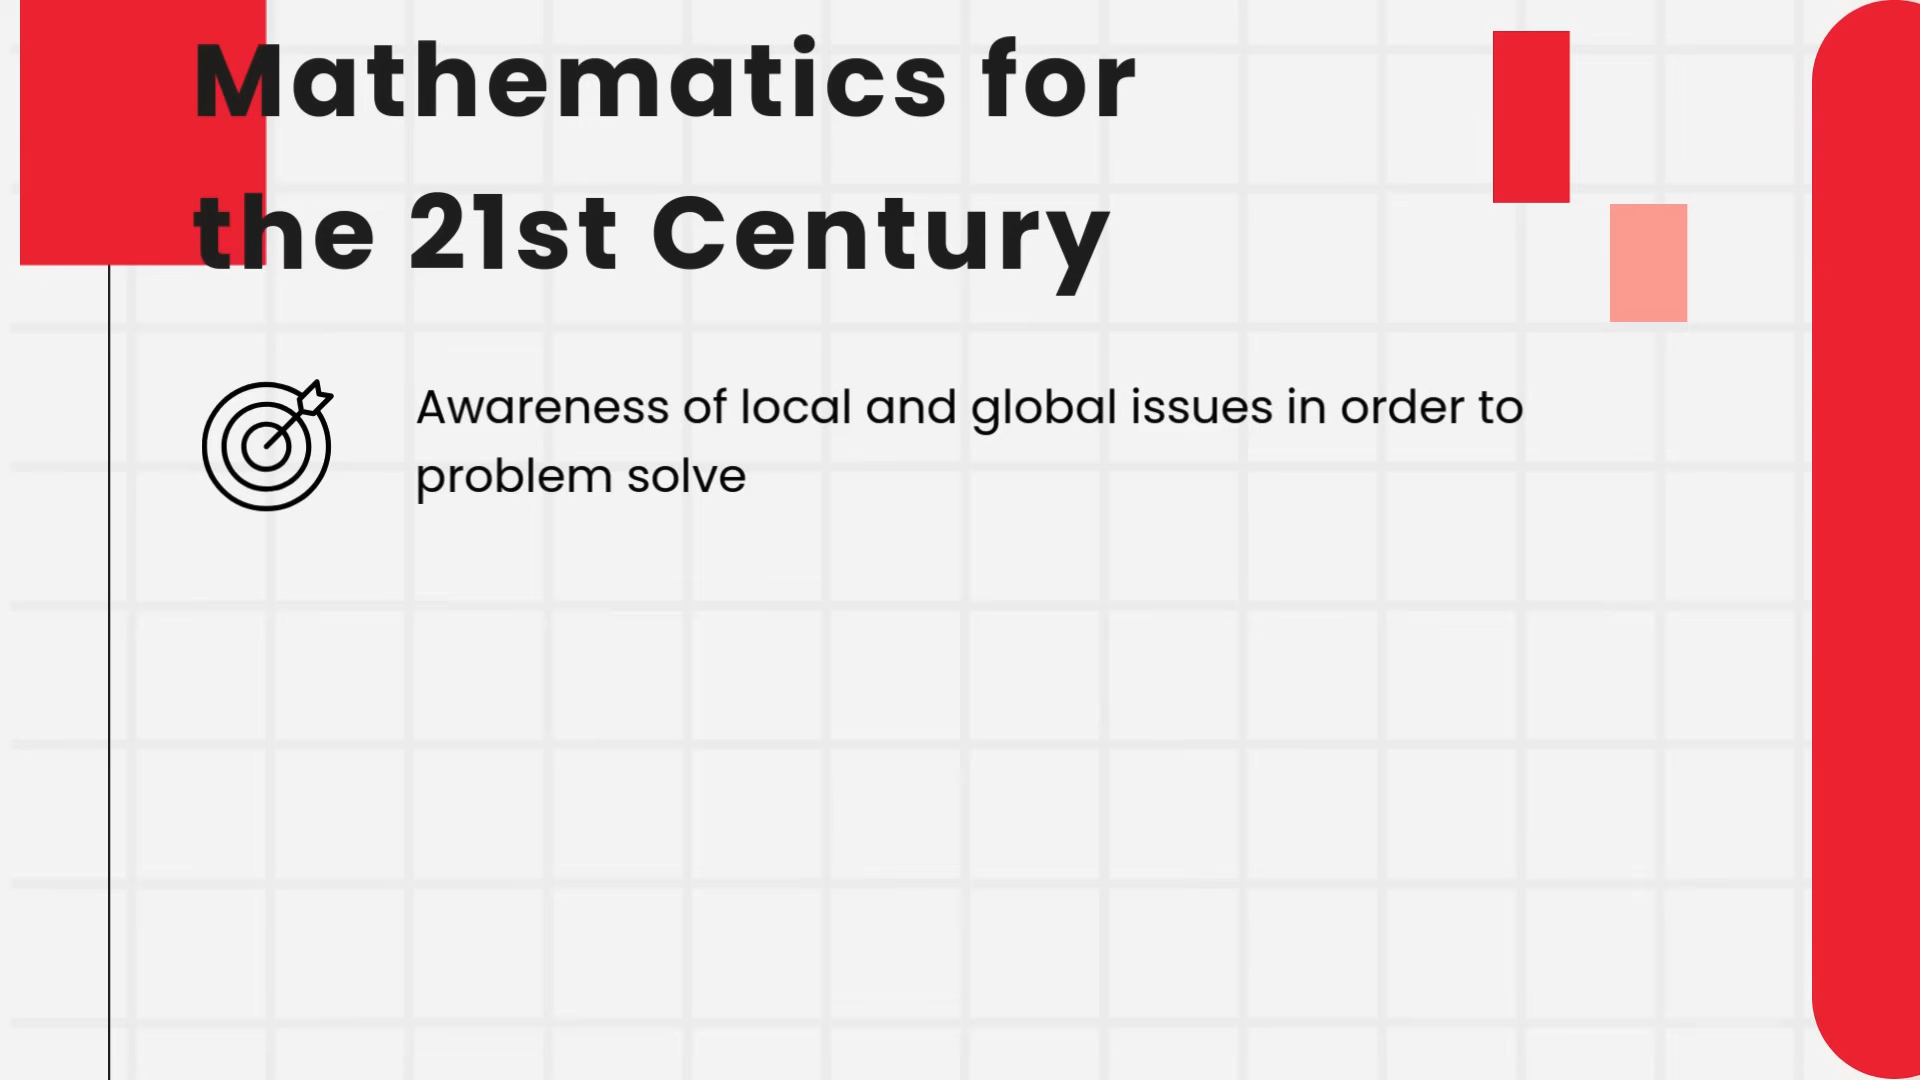 Mathematics for
the 21st Century
Awareness of local and global issues in order to
problem solve